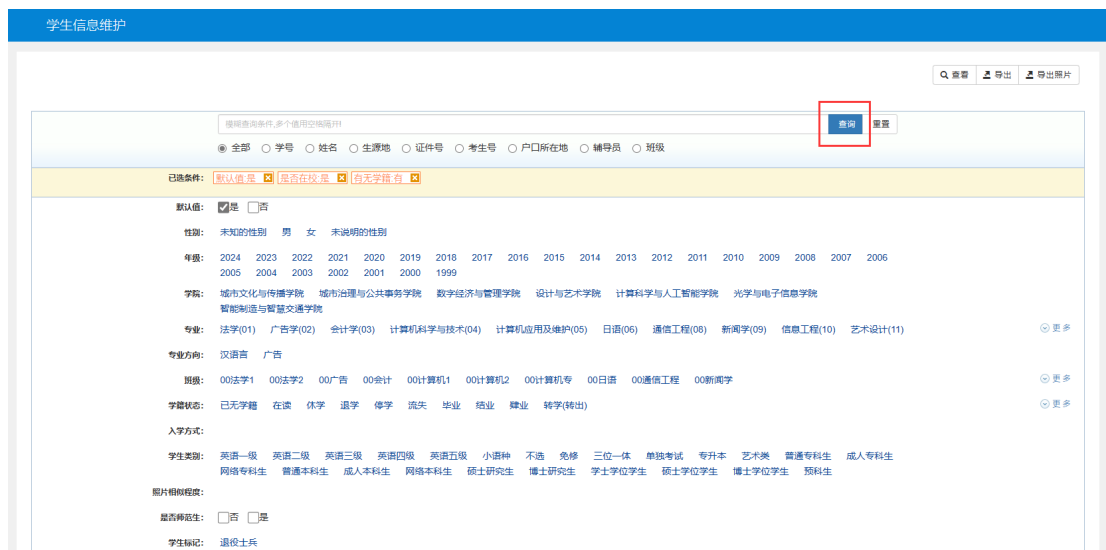 学生信息维护
查看 导出 导出照片
模糊查询条件,多个值用空格隔开! 查询 重置
全部 学号 姓名 生源地 证件号 考生号 户口所在地 辅导员 班级
已选条件: 默认值:是 是否在校:是 有无学籍:有
默认值: 是 否
性别: 未知的性别 男 女 未说明的性别
年级: 2024 2023 2022 2021 2020 2019 2018 2017 2016 2015 2014 2013 2012 2011 2010 2009 2008 2007 2006
2005 2004 2003 2002 2001 2000 1999
学院: 城市文化与传播学院 城市治理与公共事务学院 数字经济与管理学院 设计与艺术学院 计算科学与人工智能学院 光学与电子信息学院
智能制造与智慧交通学院
专业: 法学(01) 广告学(02) 会计学(03) 计算机科学与技术(04) 计算机应用及维护(05) 日语(06) 通信工程(08) 新闻学(09) 信息工程(10) 艺术设计(11) 更多
专业方向: 汉语言 广告
班级: 00法学1 00法学2 00广告 00会计 00计算机1 00计算机2 00计算机专 00日语 00通信工程 00新闻学 更多
学籍状态: 已无学籍 在读 休学 退学 停学 流失 毕业 结业 肄业 转学(转出) 更多
入学方式:
学生类别: 英语一级 英语二级 英语三级 英语四级 英语五级 小语种 不选 免修 三位一体 单独考试 专升本 艺术类 普通专科生 成人专科生
网络专科生 普通本科生 成人本科生 网络本科生 硕士研究生 博士研究生 学士学位学生 硕士学位学生 博士学位学生 预科生
照片相似程度:
是否师范生: 否 是
学生标记: 退役士兵